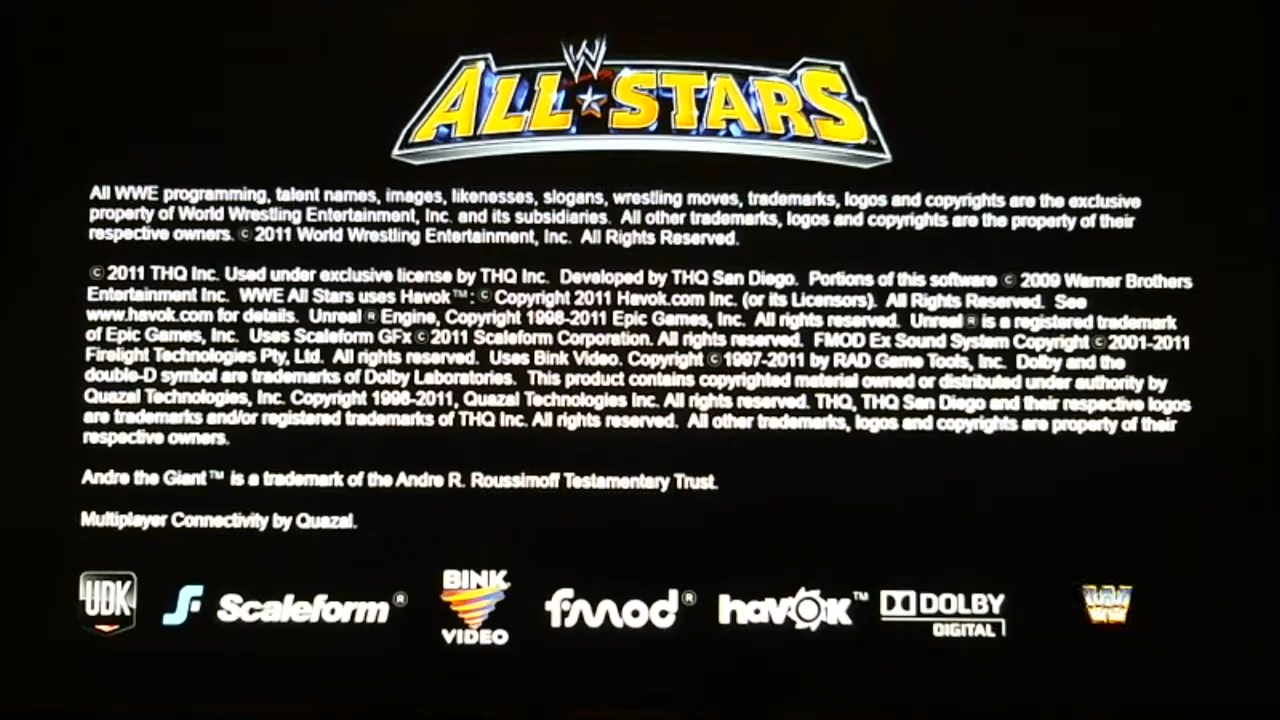 W
ALL STARS
All WWE programming, talent names, images, likenesses, slogans, wrestling moves, trademarks, logos and copyrights are the exclusive
property of World Wrestling Entertainment, Inc. and its subsidiaries. All other trademarks, logos and copyrights are the property of their
respective owners. © 2011 World Wrestling Entertainment, Inc. All Rights Reserved.
© 2011 THQ Inc. Used under exclusive license by THQ Inc. Developed by THQ San Diego. Portions of this software © 2009 Warner Brothers
Entertainment Inc. WWE All Stars uses Havok™: © Copyright 2011 Havok.com Inc. (or its Licensors). All Rights Reserved. See
www.havok.com for details. Unreal ® Engine, Copyright 1998-2011 Epic Games, Inc. All rights reserved. Unreal ® is a registered trademark
of Epic Games, Inc. Uses Scaleform GFx © 2011 Scaleform Corporation. All rights reserved. FMOD Ex Sound System Copyright © 2001-2011
Firelight Technologies Pty, Ltd. All rights reserved. Uses Bink Video. Copyright © 1997-2011 by RAD Game Tools, Inc. Dolby and the
double-D symbol are trademarks of Dolby Laboratories. This product contains copyrighted material owned or distributed under authority by
Quazal Technologies, Inc. Copyright 1998-2011, Quazal Technologies Inc. All rights reserved. THQ, THQ San Diego and their respective logos
are trademarks and/or registered trademarks of THQ Inc. All rights reserved. All other trademarks, logos and copyrights are property of their
respective owners.
Andre the Giant™ is a trademark of the Andre R. Roussimoff Testamentary Trust.
Multiplayer Connectivity by Quazal.
UDK
Scaleform®
BINK
VIDEO
fmod®
havok™
DOLBY
DIGITAL
W